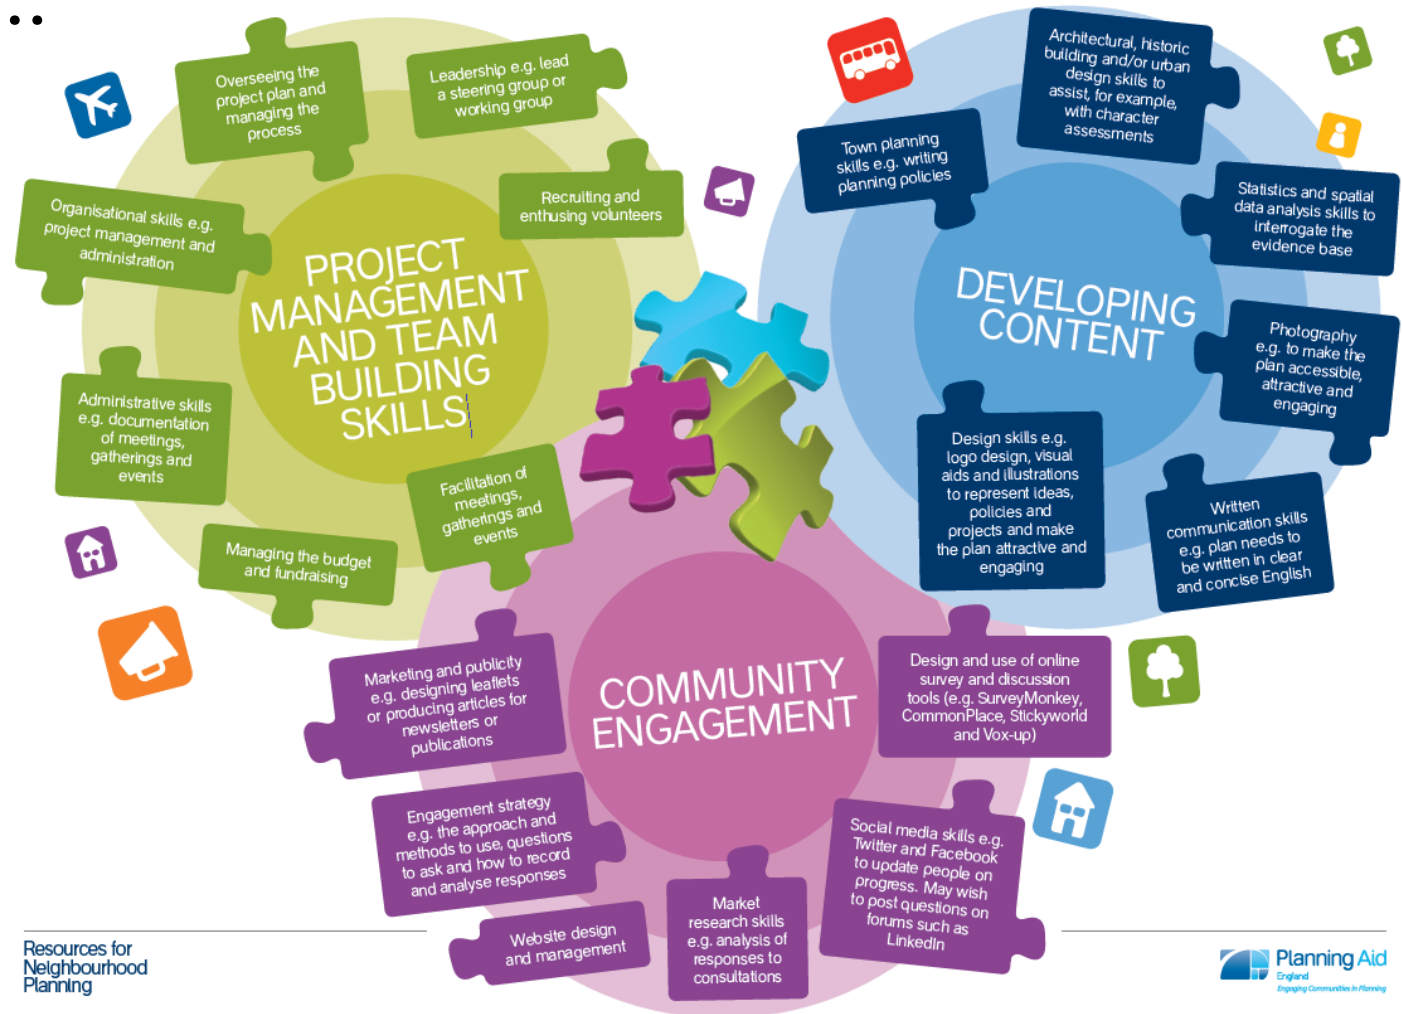 Overseeing the
project plan and
managing the
process
Leadership e.g. lead
a steering group or
working group
Recruiting and
enthusing volunteers
Organisational skills e.g.
project management and
administration
PROJECT
MANAGEMENT
AND TEAM
BUILDING
SKILLS
Administrative skills
e.g. documentation
of meetings,
gatherings and
events
Facilitation of
meetings,
gatherings and
events
Managing the budget
and fundraising
Architectural, historic
building and/or urban
design skills to
assist, for example,
with character
assessments
Town planning
skills e.g. writing
planning policies
Statistics and spatial
data analysis skills to
interrogate the
evidence base
DEVELOPING
CONTENT
Photography
e.g. to make the
plan accessible,
attractive and
engaging
Design skills e.g.
logo design, visual
aids and illustrations
to represent ideas,
policies and
projects and make
the plan attractive and
engaging
Written
communication skills
e.g. plan needs to
be written in clear
and concise English
Marketing and publicity
e.g. designing leaflets
or producing articles for
newsletters or
publications
COMMUNITY
ENGAGEMENT
Design and use of online
survey and discussion
tools (e.g. SurveyMonkey,
CommonPlace, Stickyworld
and Vox-up)
Engagement strategy
e.g. the approach and
methods to use, questions
to ask and how to record
and analyse responses
Social media skills e.g.
Twitter and Facebook
to update people on
progress. May wish
to post questions on
forums such as
LinkedIn
Website design
and management
Market
research skills
e.g. analysis of
responses to
consultations
Resources for
Neighbourhood
Planning
Planning Aid
England
Engaging Communities in Planning